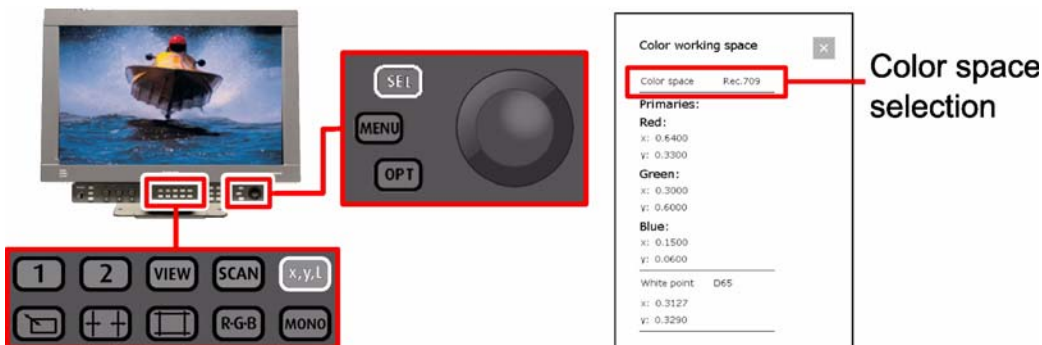 SEL
MENU
OPT
1 2 VIEW SCAN x,y,L
R·G·B MONO
Color working space ×
Color space Rec.709
Primaries:
Red:
x: 0.6400
y: 0.3300
Green:
x: 0.3000
y: 0.6000
Blue:
x: 0.1500
y: 0.0600
White point D65
x: 0.3127
y: 0.3290
Color space
selection